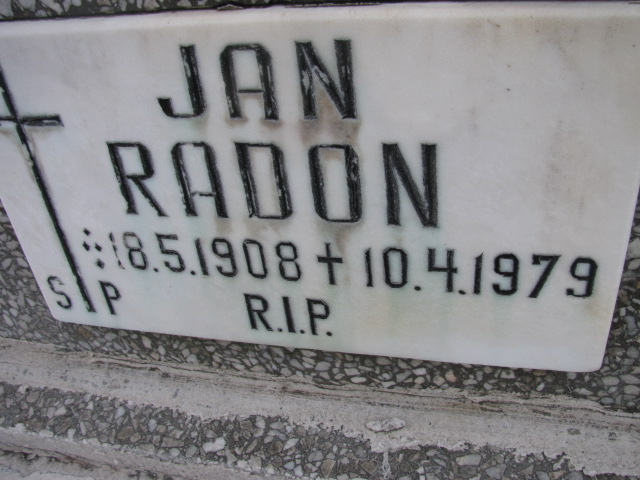 JAN
RADON
18.5.1908 + 10.4.1979
S P
R.I.P.